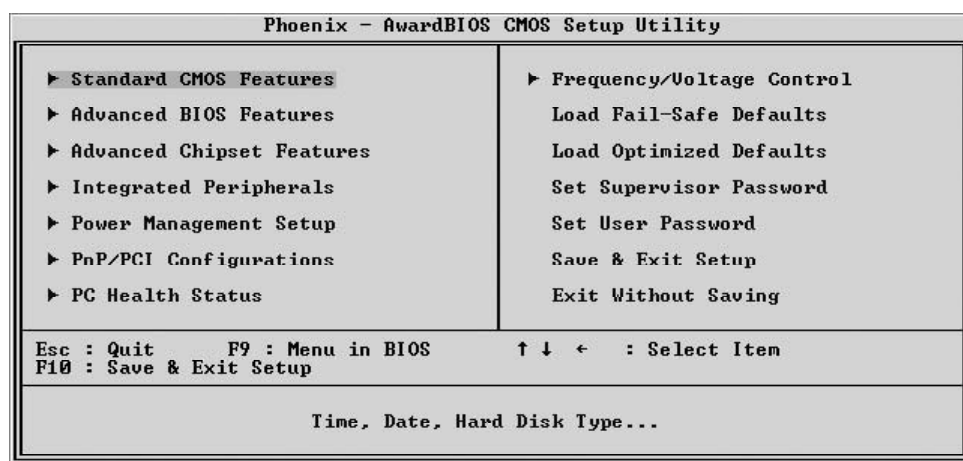 Phoenix - AwardBIOS CMOS Setup Utility
► Standard CMOS Features
► Advanced BIOS Features
► Advanced Chipset Features
► Integrated Peripherals
► Power Management Setup
► PnP/PCI Configurations
► PC Health Status
► Frequency/Voltage Control
Load Fail-Safe Defaults
Load Optimized Defaults
Set Supervisor Password
Set User Password
Save & Exit Setup
Exit Without Saving
Esc : Quit F9 : Menu in BIOS ↑ ↓ ← : Select Item
F10 : Save & Exit Setup
Time, Date, Hard Disk Type...